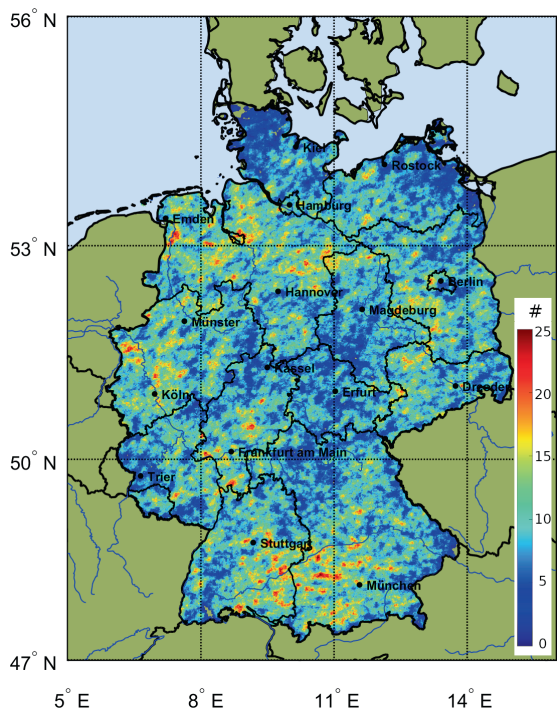 56° N
Kiel
Rostock
Hamburg
Emden
53° N
Berlin
Hannover
#
Magdeburg
Münster
25
Kassel
Dresden
Köln
Erfurt
20
Frankfurt am Main
50° N
15
Trier
10
Stuttgart
München
5
0
47° N
5° E
8° E
11° E
14° E